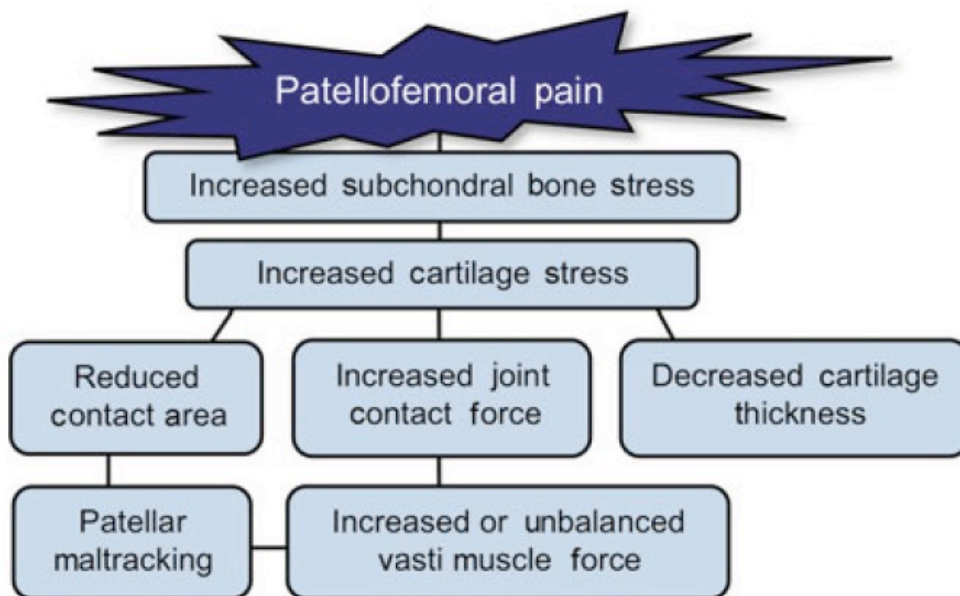 Patellofemoral pain
Increased subchondral bone stress
Increased cartilage stress
Reduced
contact area
Increased joint
contact force
Decreased cartilage
thickness
Patellar
maltracking
Increased or unbalanced
vasti muscle force